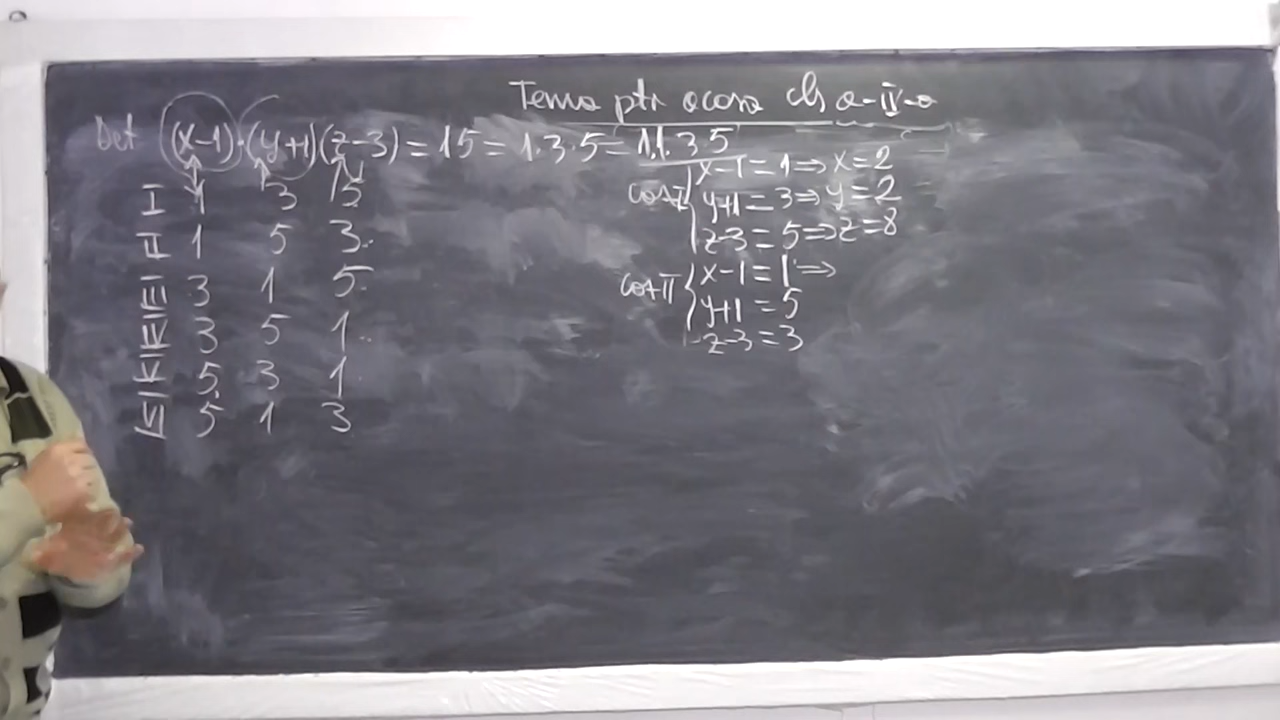 Tema ptr acasa cls a-IV-a
Det (x-1)·(y+1)(z-3) = 15 = 1·3·5 = 1.1.3.5
I 1 3 5
II 1 5 3
III 3 1 5
IV 3 5 1
V 5 3 1
VI 5 1 3
caz I { x-1=1 ⇒ x=2
y+1=3 ⇒ y=2
z-3=5 ⇒ z=8
caz II { x-1=1 ⇒
y+1=5
z-3=3